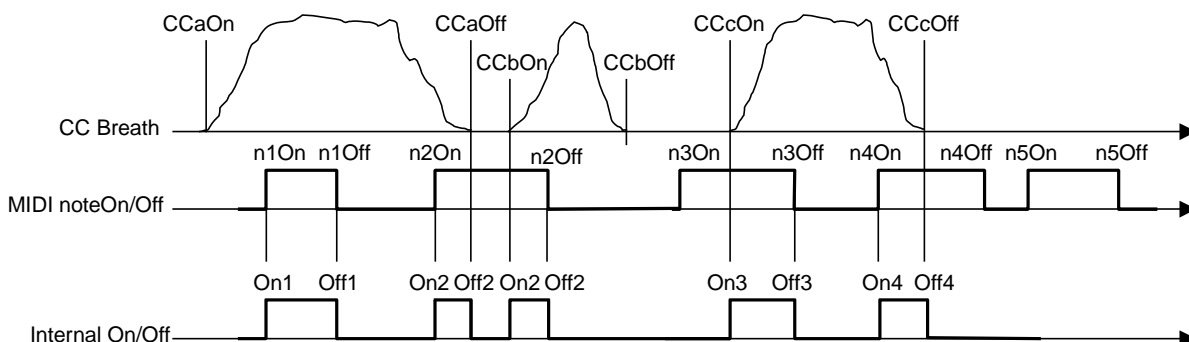 CCaOn CCaOff CCcOn CCcOff
CCbOn CCbOff
CC Breath
n1On n1Off n2On n2Off n3On n3Off n4On n4Off n5On n5Off
MIDI noteOn/Off
On1 Off1 On2 Off2 On2 Off2 On3 Off3 On4 Off4
Internal On/Off